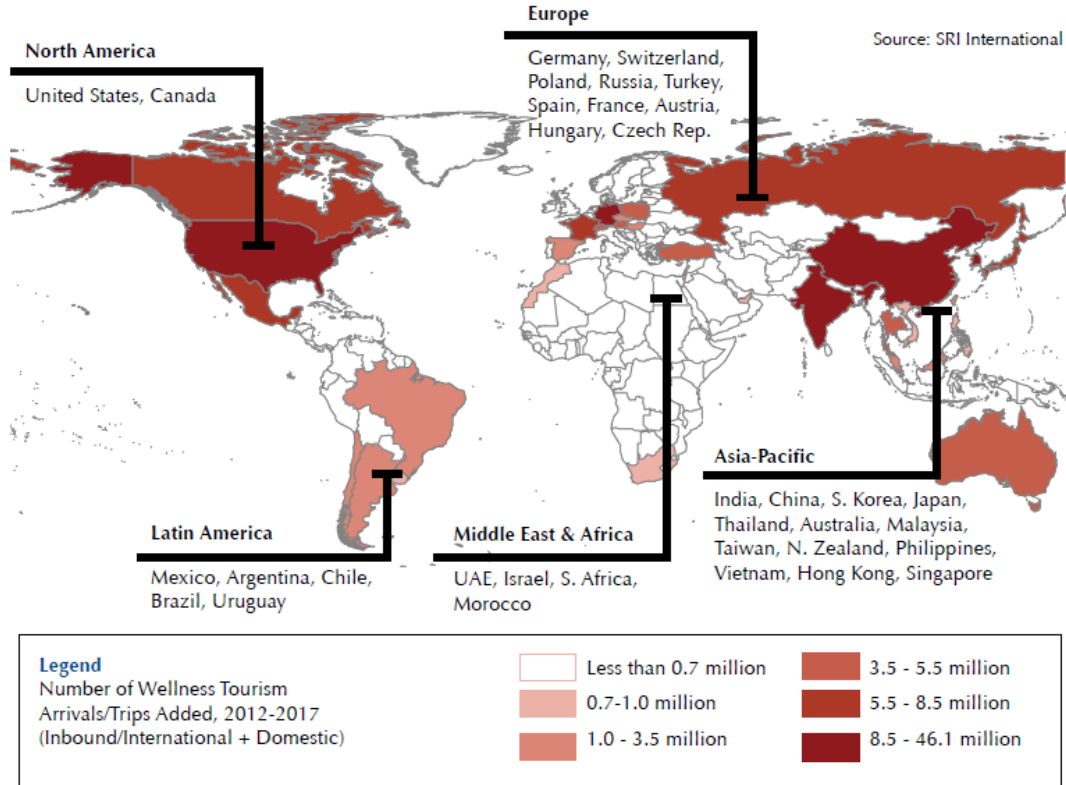 North America
United States, Canada
Europe
Germany, Switzerland,
Poland, Russia, Turkey,
Spain, France, Austria,
Hungary, Czech Rep.
Source: SRI International
Latin America
Mexico, Argentina, Chile,
Brazil, Uruguay
Middle East & Africa
UAE, Israel, S. Africa,
Morocco
Asia-Pacific
India, China, S. Korea, Japan,
Thailand, Australia, Malaysia,
Taiwan, N. Zealand, Philippines,
Vietnam, Hong Kong, Singapore
Legend
Number of Wellness Tourism
Arrivals/Trips Added, 2012-2017
(Inbound/International + Domestic)
Less than 0.7 million
0.7-1.0 million
1.0 - 3.5 million
3.5 - 5.5 million
5.5 - 8.5 million
8.5 - 46.1 million